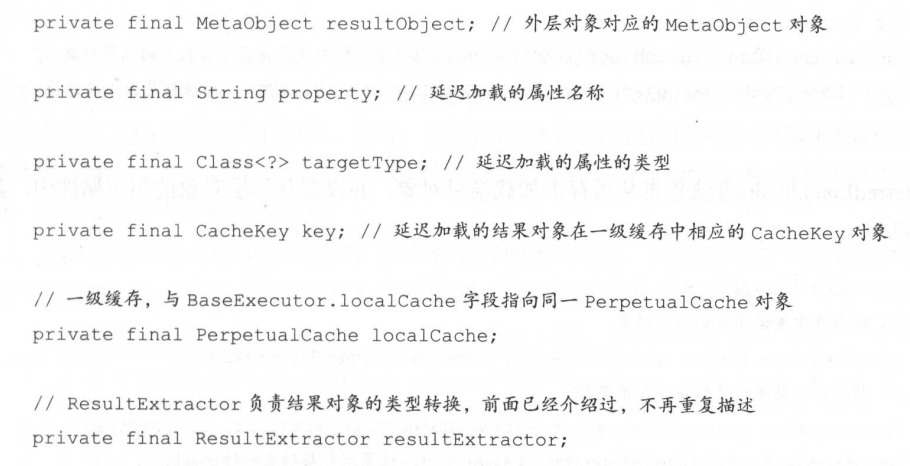 private final MetaObject resultObject; // 外层对象对应的 MetaObject 对象
private final String property; // 延迟加载的属性名称
private final Class<?> targetType; // 延迟加载的属性的类型
private final CacheKey key; // 延迟加载的结果对象在一级缓存中相应的 CacheKey 对象
// 一级缓存，与 BaseExecutor.localCache 字段指向同一 PerpetualCache 对象
private final PerpetualCache localCache;
// ResultExtractor 负责结果对象的类型转换，前面已经介绍过，不再重复描述
private final ResultExtractor resultExtractor;